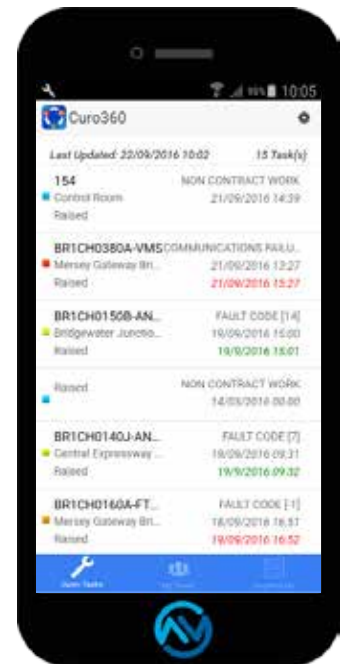 10:05
Curo360
Last Updated: 22/09/2016 10:02 15 Task(s)
154 NON CONTRACT WORK
Control Room 21/09/2016 14:39
Raised
BR1CH0380A-VMS COMMUNICATIONS FAILU...
Mersey Gateway Bri... 21/09/2016 13:27
Raised 21/09/2016 15:27
BR1CH0150B-AN... FAULT CODE [14]
Bridgewater Junctio... 19/09/2016 15:00
Raised 19/9/2016 15:01
Raised NON CONTRACT WORK
14/03/2016 00:00
BR1CH0140J-AN... FAULT CODE [7]
Central Expressway ... 19/09/2016 09:31
Raised 19/9/2016 09:32
BR1CH0160A-FT... FAULT CODE [-1]
Mersey Gateway Bri... 18/09/2016 16:51
Raised 19/09/2016 16:52